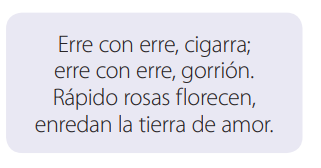 Erre con erre, cigarra;
erre con erre, gorrión.
Rápido rosas florecen,
enredan la tierra de amor.